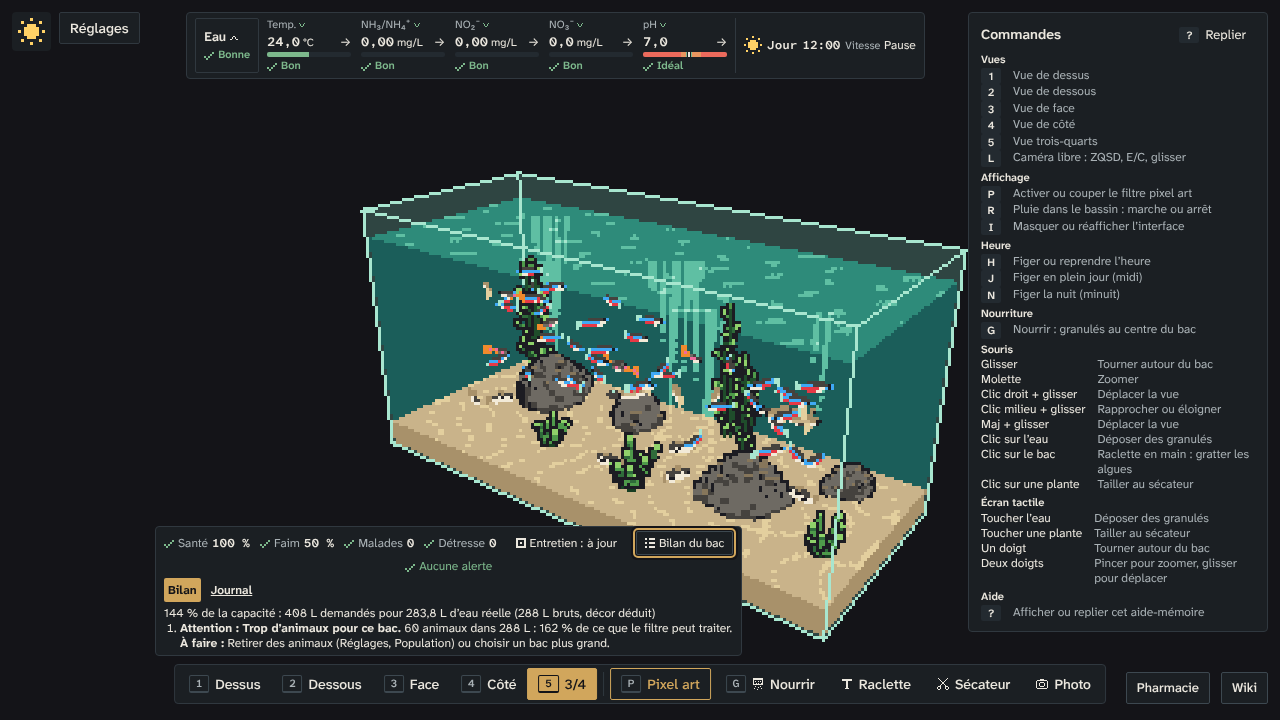 Réglages
Eau
Bonne
Temp.
24,0 °C
Bon
NH₃/NH₄⁺
0,00 mg/L
Bon
NO₂⁻
0,00 mg/L
Bon
NO₃⁻
0,0 mg/L
Bon
pH
7,0
Idéal
Jour 12:00 Vitesse Pause
Commandes
? Replier
Vues
1 Vue de dessus
2 Vue de dessous
3 Vue de face
4 Vue de côté
5 Vue trois-quarts
L Caméra libre : ZQSD, E/C, glisser
Affichage
P Activer ou couper le filtre pixel art
R Pluie dans le bassin : marche ou arrêt
I Masquer ou réafficher l'interface
Heure
H Figer ou reprendre l'heure
J Figer en plein jour (midi)
N Figer la nuit (minuit)
Nourriture
G Nourrir : granulés au centre du bac
Souris
Glisser Tourner autour du bac
Molette Zoomer
Clic droit + glisser Déplacer la vue
Clic milieu + glisser Rapprocher ou éloigner
Maj + glisser Déplacer la vue
Clic sur l'eau Déposer des granulés
Clic sur le bac Raclette en main : gratter les
algues
Clic sur une plante Tailler au sécateur
Écran tactile
Toucher l'eau Déposer des granulés
Toucher une plante Tailler au sécateur
Un doigt Tourner autour du bac
Deux doigts Pincer pour zoomer, glisser
pour déplacer
Aide
? Afficher ou replier cet aide-mémoire
Santé 100 % Faim 50 % Malades 0 Détresse 0 Entretien : à jour Bilan du bac
Aucune alerte
Bilan Journal
144 % de la capacité : 408 L demandés pour 283,8 L d'eau réelle (288 L bruts, décor déduit)
1. Attention : Trop d'animaux pour ce bac. 60 animaux dans 288 L : 162 % de ce que le filtre peut traiter.
À faire : Retirer des animaux (Réglages, Population) ou choisir un bac plus grand.
1 Dessus 2 Dessous 3 Face 4 Côté 5 3/4 P Pixel art G Nourrir Raclette Sécateur Photo
Pharmacie
Wiki